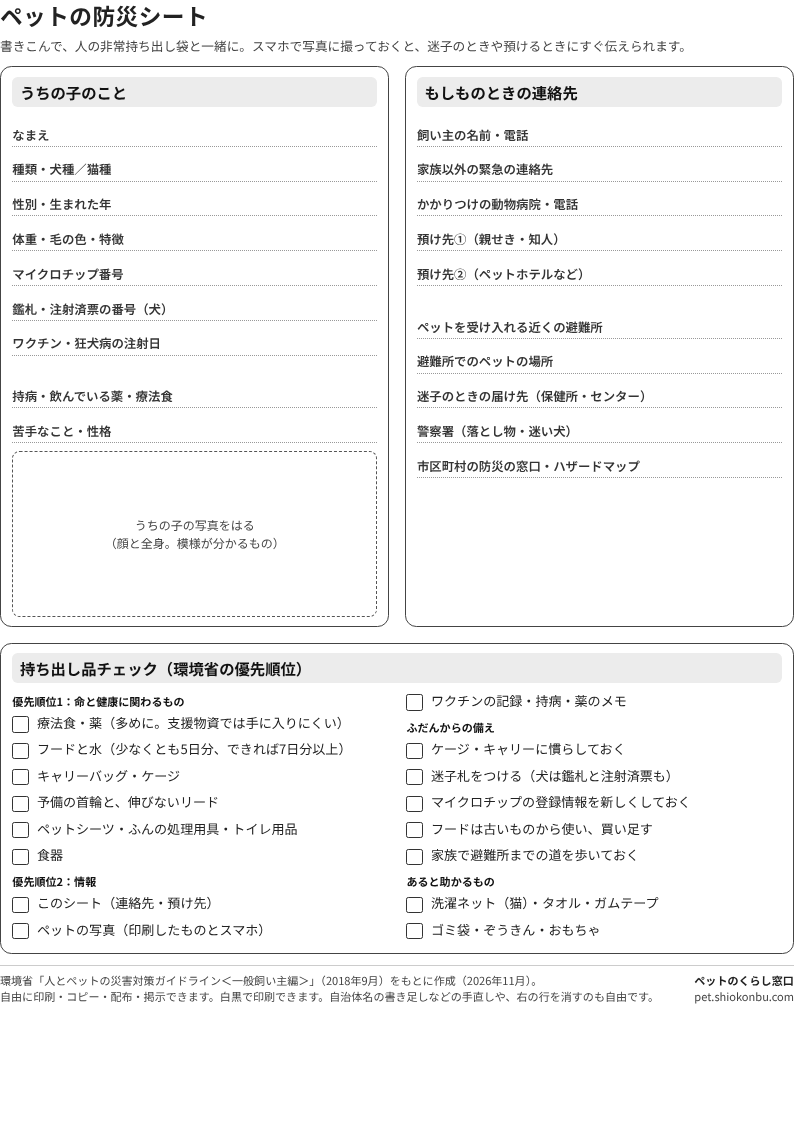 ペットの防災シート
書きこんで、人の非常持ち出し袋と一緒に。スマホで写真に撮っておくと、迷子のときや預けるときにすぐ伝えられます。
うちの子のこと
なまえ
種類・犬種／猫種
性別・生まれた年
体重・毛の色・特徴
マイクロチップ番号
鑑札・注射済票の番号（犬）
ワクチン・狂犬病の注射日
持病・飲んでいる薬・療法食
苦手なこと・性格
うちの子の写真をはる
（顔と全身。模様が分かるもの）
もしものときの連絡先
飼い主の名前・電話
家族以外の緊急の連絡先
かかりつけの動物病院・電話
預け先①（親せき・知人）
預け先②（ペットホテルなど）
ペットを受け入れる近くの避難所
避難所でのペットの場所
迷子のときの届け先（保健所・センター）
警察署（落とし物・迷い犬）
市区町村の防災の窓口・ハザードマップ
持ち出し品チェック（環境省の優先順位）
優先順位1：命と健康に関わるもの
療法食・薬（多めに。支援物資では手に入りにくい）
フードと水（少なくとも5日分、できれば7日分以上）
キャリーバッグ・ケージ
予備の首輪と、伸びないリード
ペットシーツ・ふんの処理用具・トイレ用品
食器
優先順位2：情報
このシート（連絡先・預け先）
ペットの写真（印刷したものとスマホ）
ワクチンの記録・持病・薬のメモ
ふだんからの備え
ケージ・キャリーに慣らしておく
迷子札をつける（犬は鑑札と注射済票も）
マイクロチップの登録情報を新しくしておく
フードは古いものから使い、買い足す
家族で避難所までの道を歩いておく
あると助かるもの
洗濯ネット（猫）・タオル・ガムテープ
ゴミ袋・ぞうきん・おもちゃ
環境省「人とペットの災害対策ガイドライン＜一般飼い主編＞」（2018年9月）をもとに作成（2026年11月）。
自由に印刷・コピー・配布・掲示できます。白黒で印刷できます。自治体名の書き足しなどの手直しや、右の行を消すのも自由です。
ペットのくらし窓口
pet.shiokonbu.com